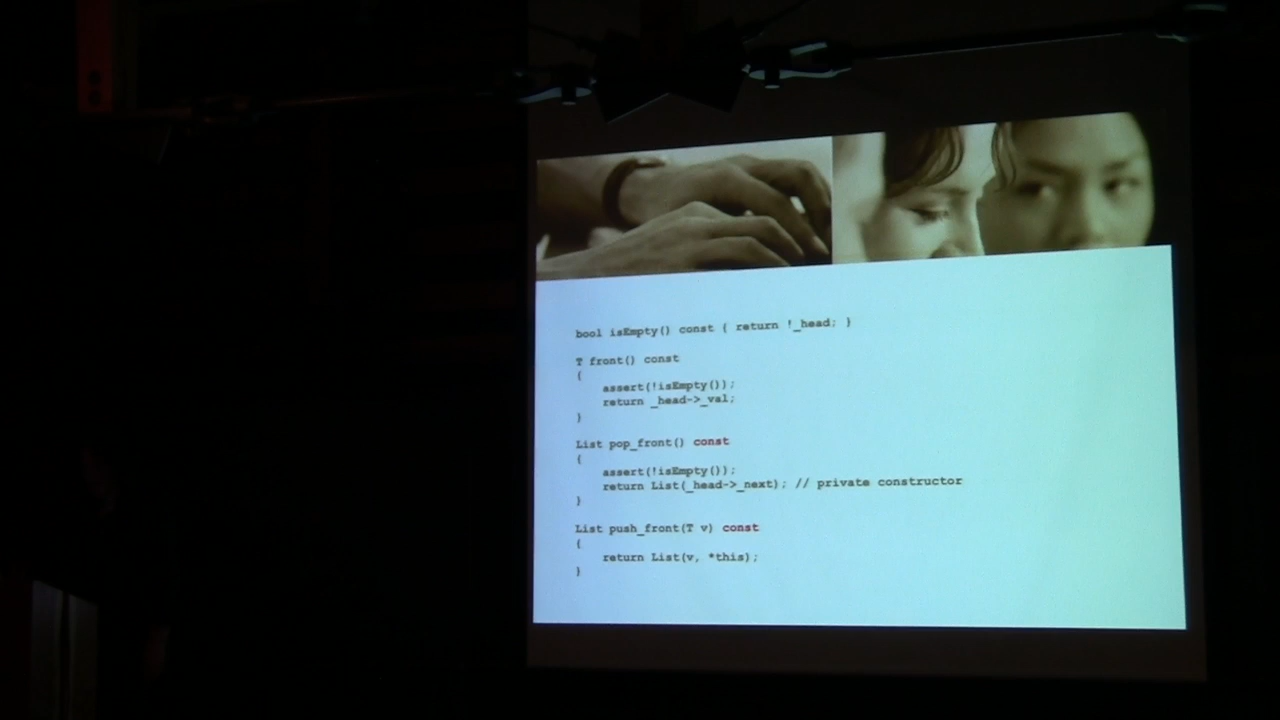 bool isEmpty() const { return !_head; }
T front() const
{
assert(!isEmpty());
return _head->_val;
}
List pop_front() const
{
assert(!isEmpty());
return List(_head->_next); // private constructor
}
List push_front(T v) const
{
return List(v, *this);
}